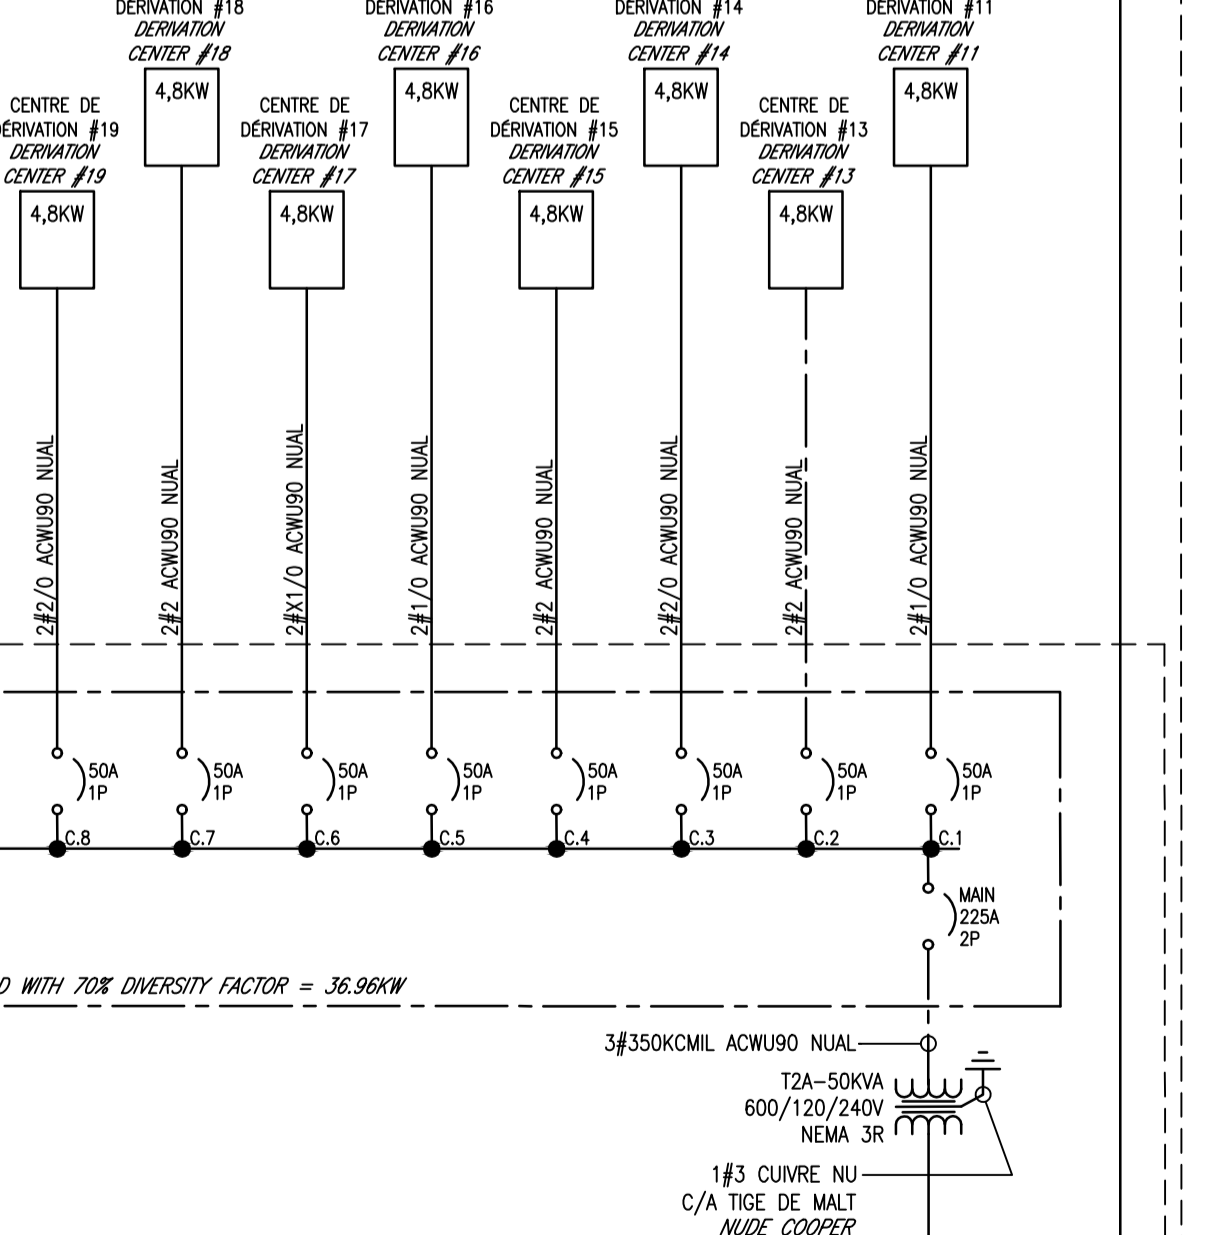 DÉRIVATION #18
DERIVATION
CENTER #18
4,8KW
DÉRIVATION #16
DERIVATION
CENTER #16
4,8KW
DÉRIVATION #14
DERIVATION
CENTER #14
4,8KW
DÉRIVATION #11
DERIVATION
CENTER #11
4,8KW
CENTRE DE
DÉRIVATION #19
DERIVATION
CENTER #19
4,8KW
CENTRE DE
DÉRIVATION #17
DERIVATION
CENTER #17
4,8KW
CENTRE DE
DÉRIVATION #15
DERIVATION
CENTER #15
4,8KW
CENTRE DE
DÉRIVATION #13
DERIVATION
CENTER #13
4,8KW
2#2/0 ACWU90 NUAL
2#2 ACWU90 NUAL
2#X1/0 ACWU90 NUAL
2#1/0 ACWU90 NUAL
2#2 ACWU90 NUAL
2#2/0 ACWU90 NUAL
2#2 ACWU90 NUAL
2#1/0 ACWU90 NUAL
50A
1P
50A
1P
50A
1P
50A
1P
50A
1P
50A
1P
50A
1P
50A
1P
C.8
C.7
C.6
C.5
C.4
C.3
C.2
C.1
MAIN
225A
2P
D WITH 70% DIVERSITY FACTOR = 36.96KW
3#350KCMIL ACWU90 NUAL
T2A-50KVA
600/120/240V
NEMA 3R
1#3 CUIVRE NU
C/A TIGE DE MALT
NUDE COOPER